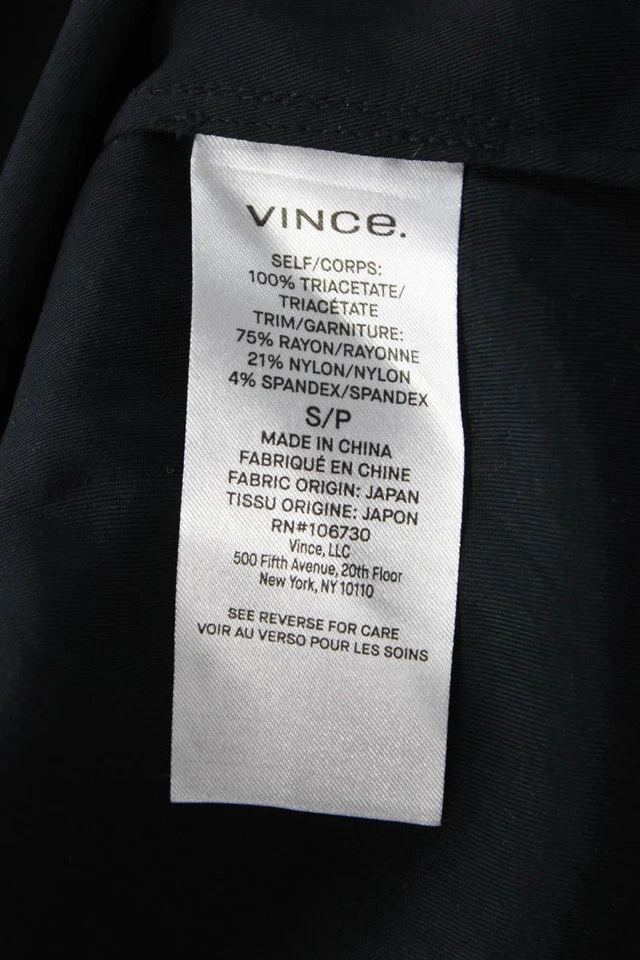 VINCe.
SELF/CORPS:
100% TRIACETATE/
TRIACÉTATE
TRIM/GARNITURE:
75% RAYON/RAYONNE
21% NYLON/NYLON
4% SPANDEX/SPANDEX
S/P
MADE IN CHINA
FABRIQUÉ EN CHINE
FABRIC ORIGIN: JAPAN
TISSU ORIGINE: JAPON
RN#106730
Vince, LLC
500 Fifth Avenue, 20th Floor
New York, NY 10110
SEE REVERSE FOR CARE
VOIR AU VERSO POUR LES SOINS